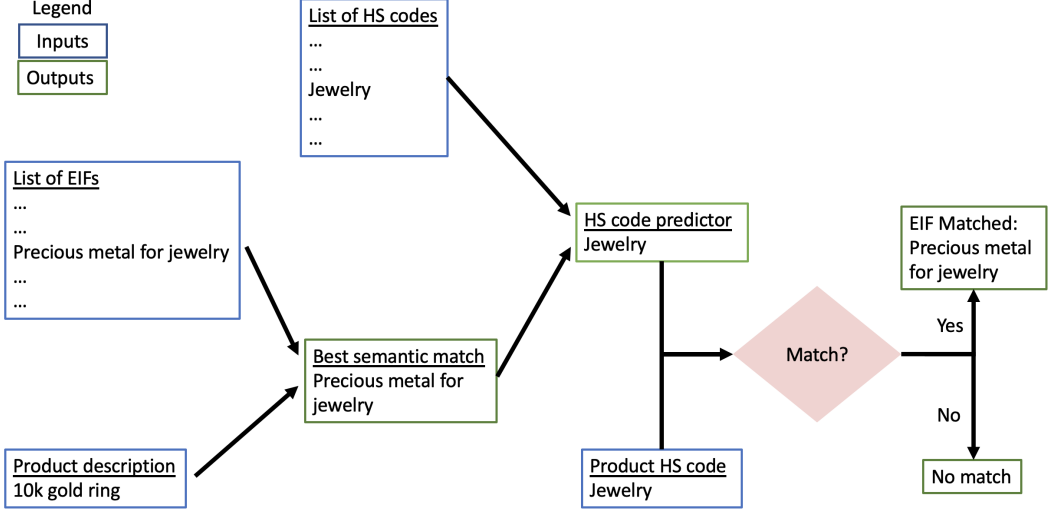 Legend
Inputs
Outputs
List of HS codes
...
...
Jewelry
...
...
List of EIFs
...
...
Precious metal for jewelry
...
...
Product description
10k gold ring
Best semantic match
Precious metal for
jewelry
HS code predictor
Jewelry
Product HS code
Jewelry
Match?
Yes
No
EIF Matched:
Precious metal
for jewelry
No match